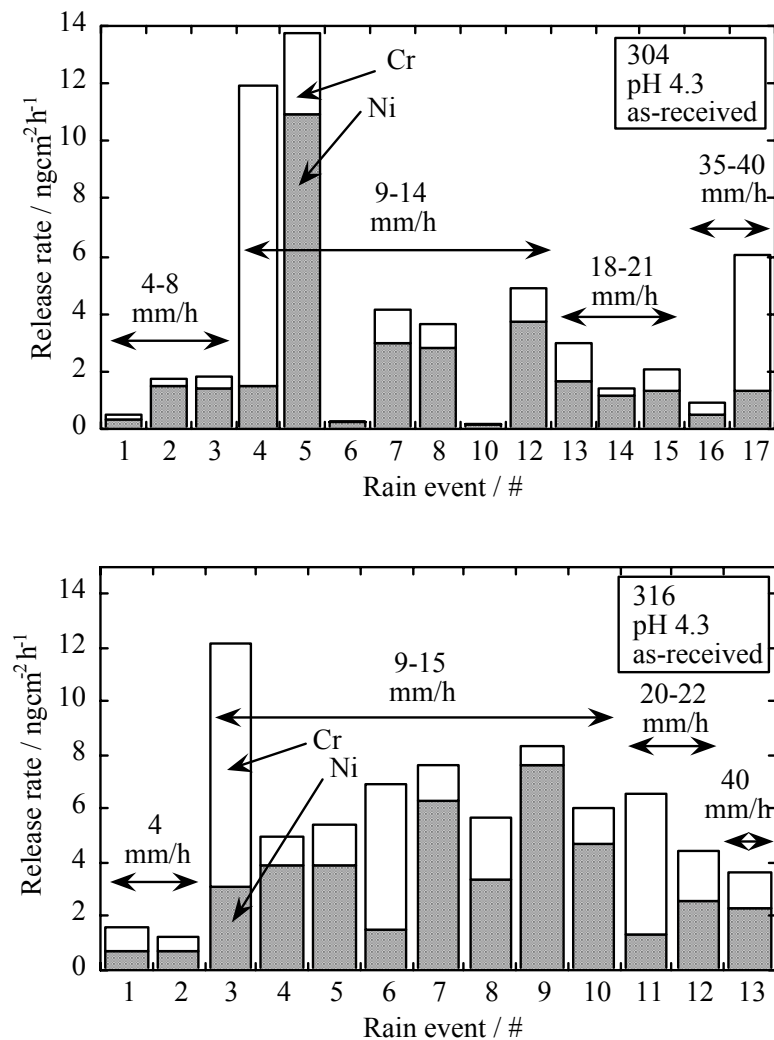 14
12
10
8
6
4
2
0
Release rate / ngcm⁻²h⁻¹
304
pH 4.3
as-received
Cr
Ni
35-40
mm/h
9-14
mm/h
18-21
mm/h
4-8
mm/h
1 2 3 4 5 6 7 8 10 12 13 14 15 16 17
Rain event / #
14
12
10
8
6
4
2
0
Release rate / ngcm⁻²h⁻¹
316
pH 4.3
as-received
9-15
mm/h
20-22
mm/h
Cr
Ni
40
mm/h
4
mm/h
1 2 3 4 5 6 7 8 9 10 11 12 13
Rain event / #